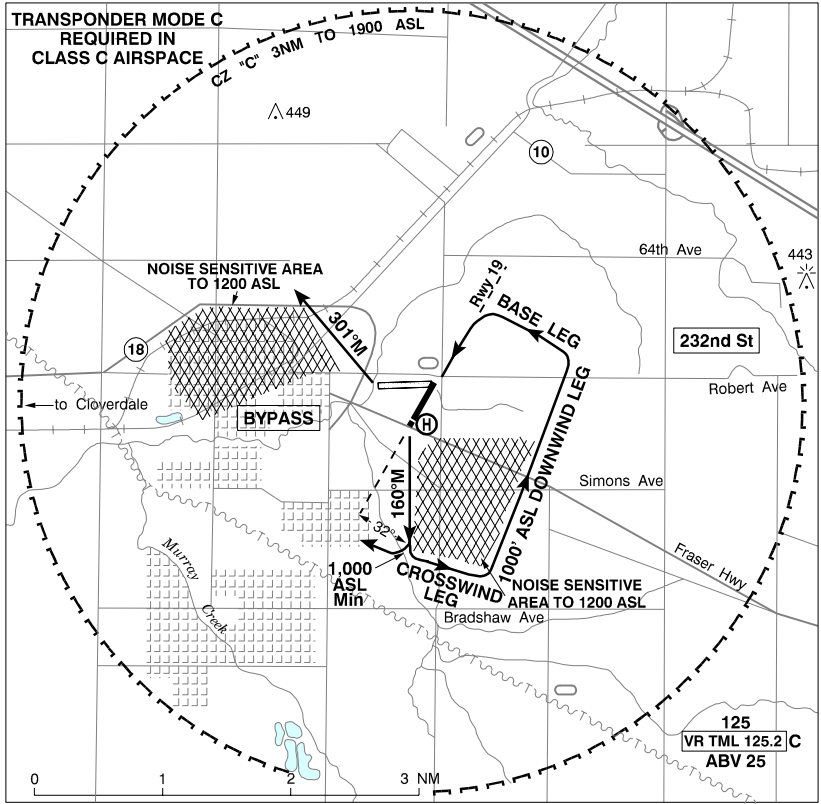 TRANSPONDER MODE C
REQUIRED IN
CLASS C AIRSPACE
CZ "C" 3NM TO 1900 ASL
449
10
64th Ave
443
NOISE SENSITIVE AREA
TO 1200 ASL
Rwy 19
BASE LEG
301°M
18
232nd St
Robert Ave
to Cloverdale
BYPASS
H
1000' ASL DOWNWIND LEG
Simons Ave
160°M
32°
Fraser Hwy
Murray
Creek
1,000
ASL
Min
CROSSWIND
LEG
NOISE SENSITIVE
AREA TO 1200 ASL
Bradshaw Ave
125
VR TML 125.2 C
ABV 25
0 1 2 3 NM